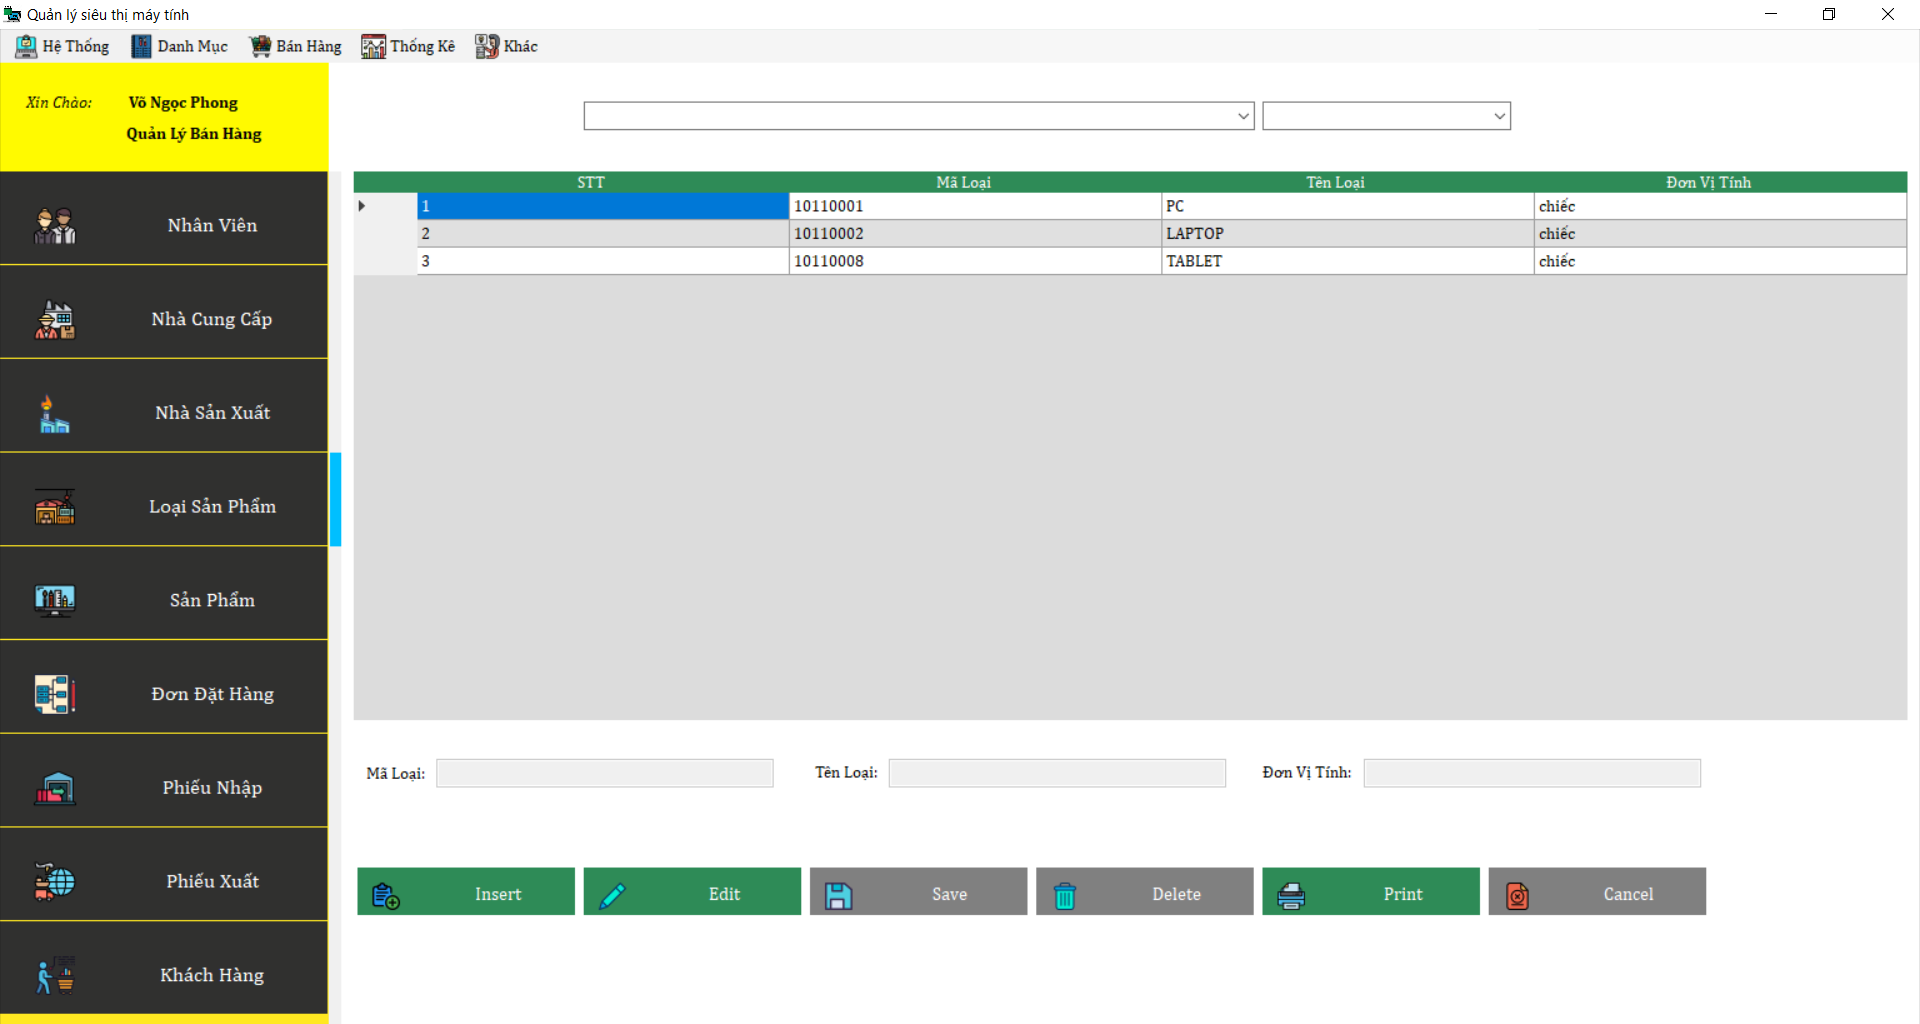 Quản lý siêu thị máy tính
Hệ Thống Danh Mục Bán Hàng Thống Kê Khác
Xin Chào: Võ Ngọc Phong
Quản Lý Bán Hàng
Nhân Viên
Nhà Cung Cấp
Nhà Sản Xuất
Loại Sản Phẩm
Sản Phẩm
Đơn Đặt Hàng
Phiếu Nhập
Phiếu Xuất
Khách Hàng
STT Mã Loại Tên Loại Đơn Vị Tính
1 10110001 PC chiếc
2 10110002 LAPTOP chiếc
3 10110008 TABLET chiếc
Mã Loại: Tên Loại: Đơn Vị Tính:
Insert Edit Save Delete Print Cancel